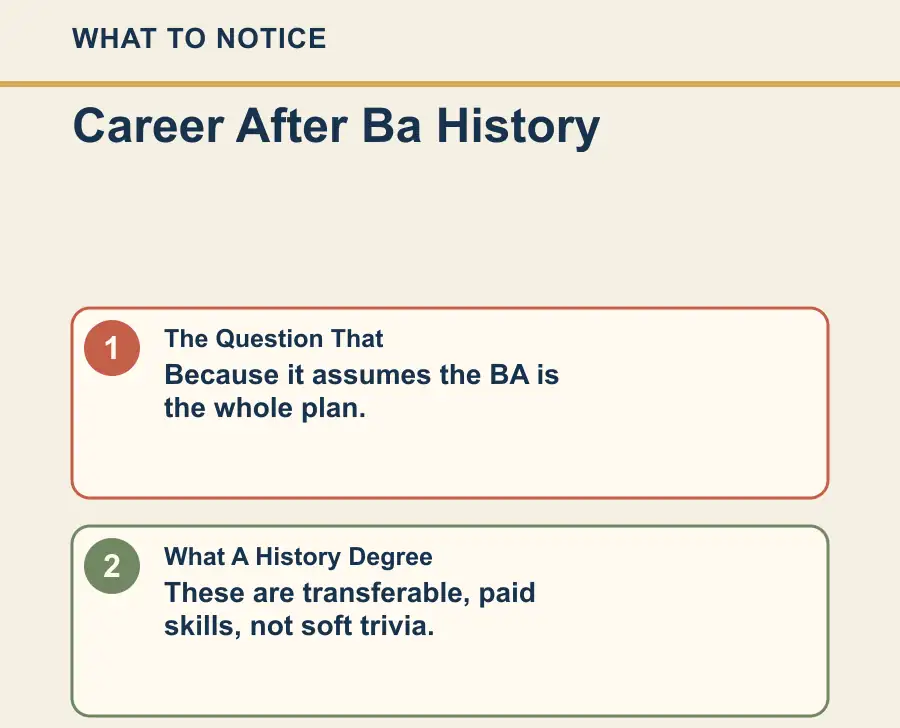 WHAT TO NOTICE
Career After Ba History
1
The Question That
Because it assumes the BA is
the whole plan.
2
What A History Degree
These are transferable, paid
skills, not soft trivia.